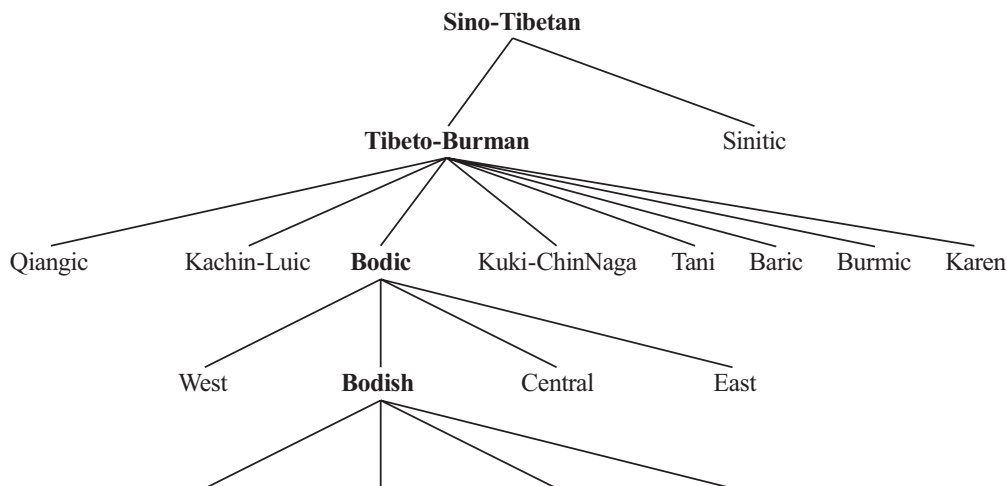 Sino-Tibetan
Tibeto-Burman Sinitic
Qiangic Kachin-Luic Bodic Kuki-ChinNaga Tani Baric Burmic Karen
West Bodish Central East